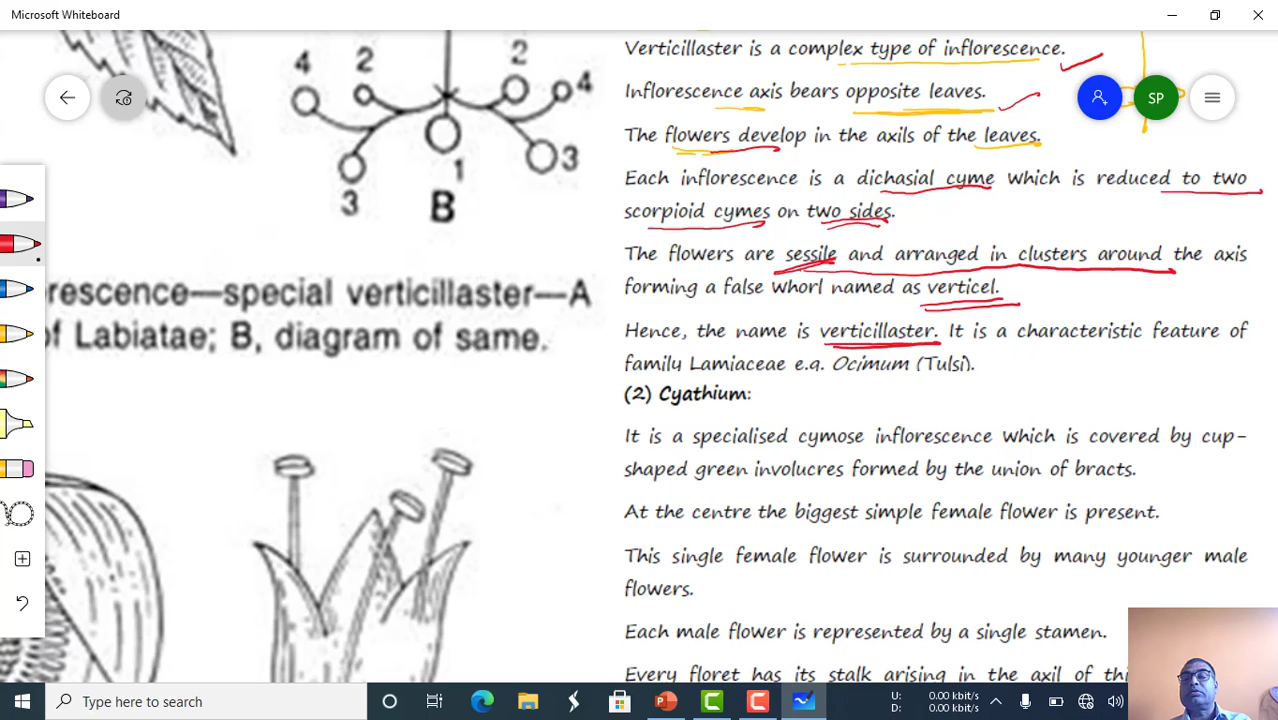 Microsoft Whiteboard
4
2
2
4
3
1
3
B
Verticillaster is a complex type of inflorescence.
Inflorescence axis bears opposite leaves.
SP
The flowers develop in the axils of the leaves.
Each inflorescence is a dichasial cyme which is reduced to two
scorpioid cymes on two sides.
The flowers are sessile and arranged in clusters around the axis
forming a false whorl named as verticel.
Hence, the name is verticillaster. It is a characteristic feature of
family Lamiaceae e.g. Ocimum (Tulsi).
rescence—special verticillaster—A
of Labiatae; B, diagram of same.
(2) Cyathium:
It is a specialised cymose inflorescence which is covered by cup-
shaped green involucres formed by the union of bracts.
At the centre the biggest simple female flower is present.
This single female flower is surrounded by many younger male
flowers.
Each male flower is represented by a single stamen.
Every floret has its stalk arising in the axil of
Type here to search
U: 0.00 kbit/s
D: 0.00 kbit/s